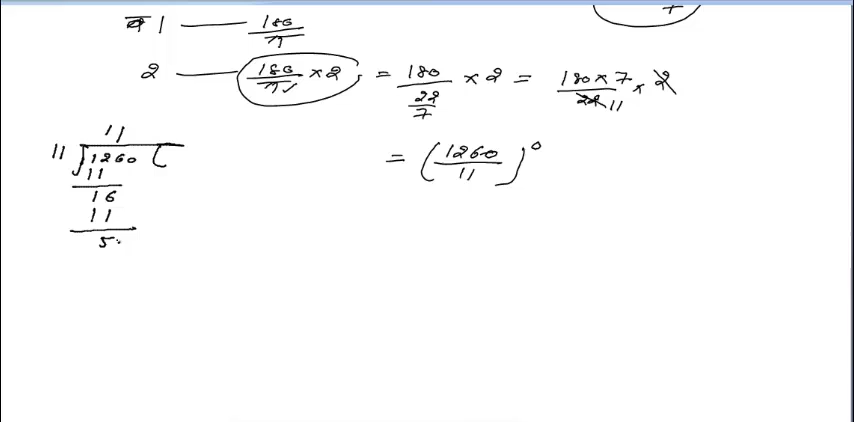 1 — 180/π
2 — 180/π × 2 = 180/(22/7) × 2 = (180 × 7)/(22 11) × 2
= (1260/11)°
11
11 ) 1260 (
11
16
11
5